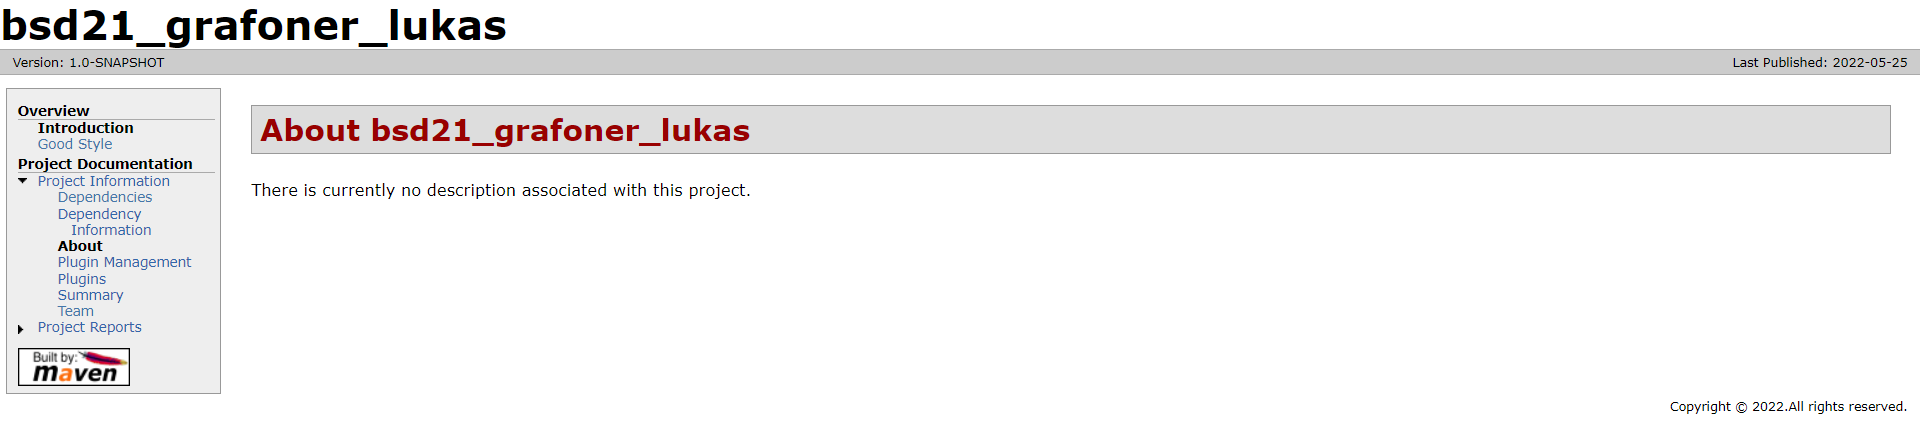 bsd21_grafoner_lukas
Version: 1.0-SNAPSHOT
Last Published: 2022-05-25
Overview
Introduction
Good Style
Project Documentation
Project Information
Dependencies
Dependency
Information
About
Plugin Management
Plugins
Summary
Team
Project Reports
Built by:
maven
About bsd21_grafoner_lukas
There is currently no description associated with this project.
Copyright © 2022.All rights reserved.